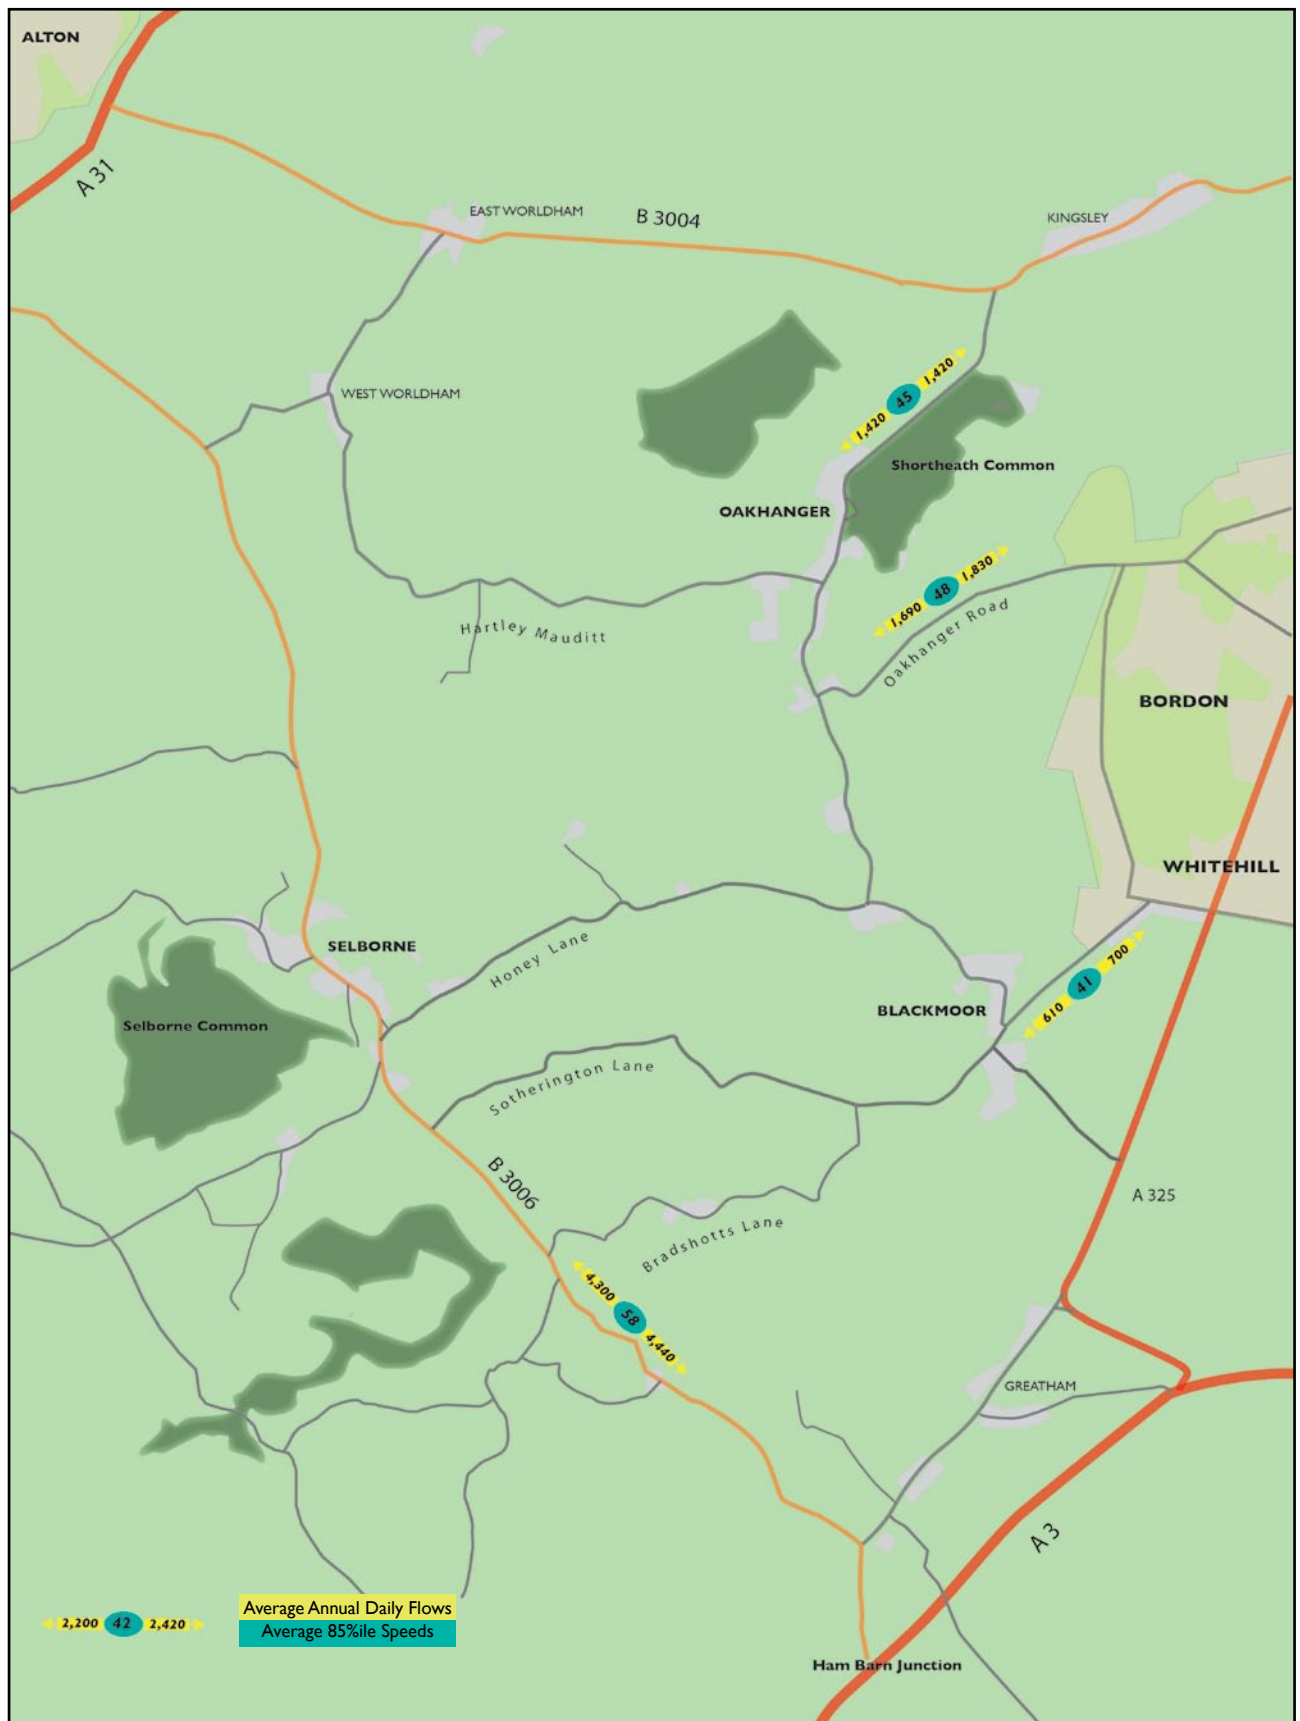 ALTON
A 31
EAST WORLDHAM
B 3004
KINGSLEY
WEST WORLDHAM
1,420 45 1,420
Shortheath Common
OAKHANGER
1,690 48 1,830
Oakhanger Road
Hartley Mauditt
BORDON
WHITEHILL
SELBORNE
Honey Lane
610 41 700
BLACKMOOR
Selborne Common
Sotherington Lane
B 3006
A 325
Bradshotts Lane
4,300 58 4,440
GREATHAM
A 3
2,200 42 2,420
Average Annual Daily Flows
Average 85%ile Speeds
Ham Barn Junction